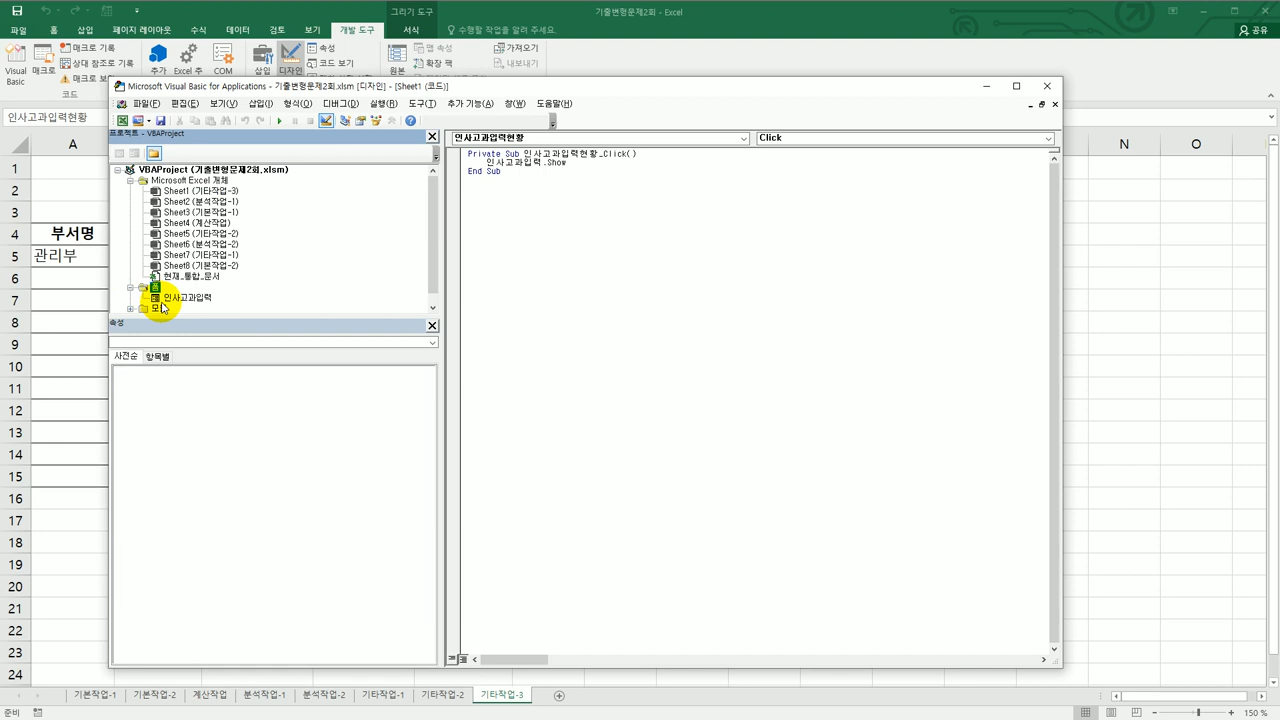 그리기 도구
기출변형문제2회 - Excel
파일 홈 삽입 페이지 레이아웃 수식 데이터 검토 보기 개발 도구 서식 수행할 작업을 알려 주세요. 공유
Visual Basic
매크로
매크로 기록
상대 참조로 기록
매크로 보
코드
추가
Excel 추
COM
삽입
디자인
속성
코드 보기
원본
맵 속성
확장 팩
가져오기
내보내기
인사고과입력현황
Microsoft Visual Basic for Applications - 기출변형문제2회.xlsm [디자인] - [Sheet1 (코드)]
파일(F) 편집(E) 보기(V) 삽입(I) 형식(O) 디버그(D) 실행(R) 도구(T) 추가 기능(A) 창(W) 도움말(H)
프로젝트 - VBAProject
VBAProject (기출변형문제2회.xlsm)
Microsoft Excel 개체
Sheet1 (기타작업-3)
Sheet2 (분석작업-1)
Sheet3 (기본작업-1)
Sheet4 (계산작업)
Sheet5 (기타작업-2)
Sheet6 (분석작업-2)
Sheet7 (기타작업-1)
Sheet8 (기본작업-2)
현재_통합_문서
폼
인사고과입력
속성
사전순 항목별
인사고과입력현황 Click
Private Sub 인사고과입력현황_Click()
인사고과입력.Show
End Sub
A N O
1
2
3
4 부서명
5 관리부
6
7
8
9
10
11
12
13
14
15
16
17
18
19
20
21
22
23
24
기본작업-1 기본작업-2 계산작업 분석작업-1 분석작업-2 기타작업-1 기타작업-2 기타작업-3
준비 150 %